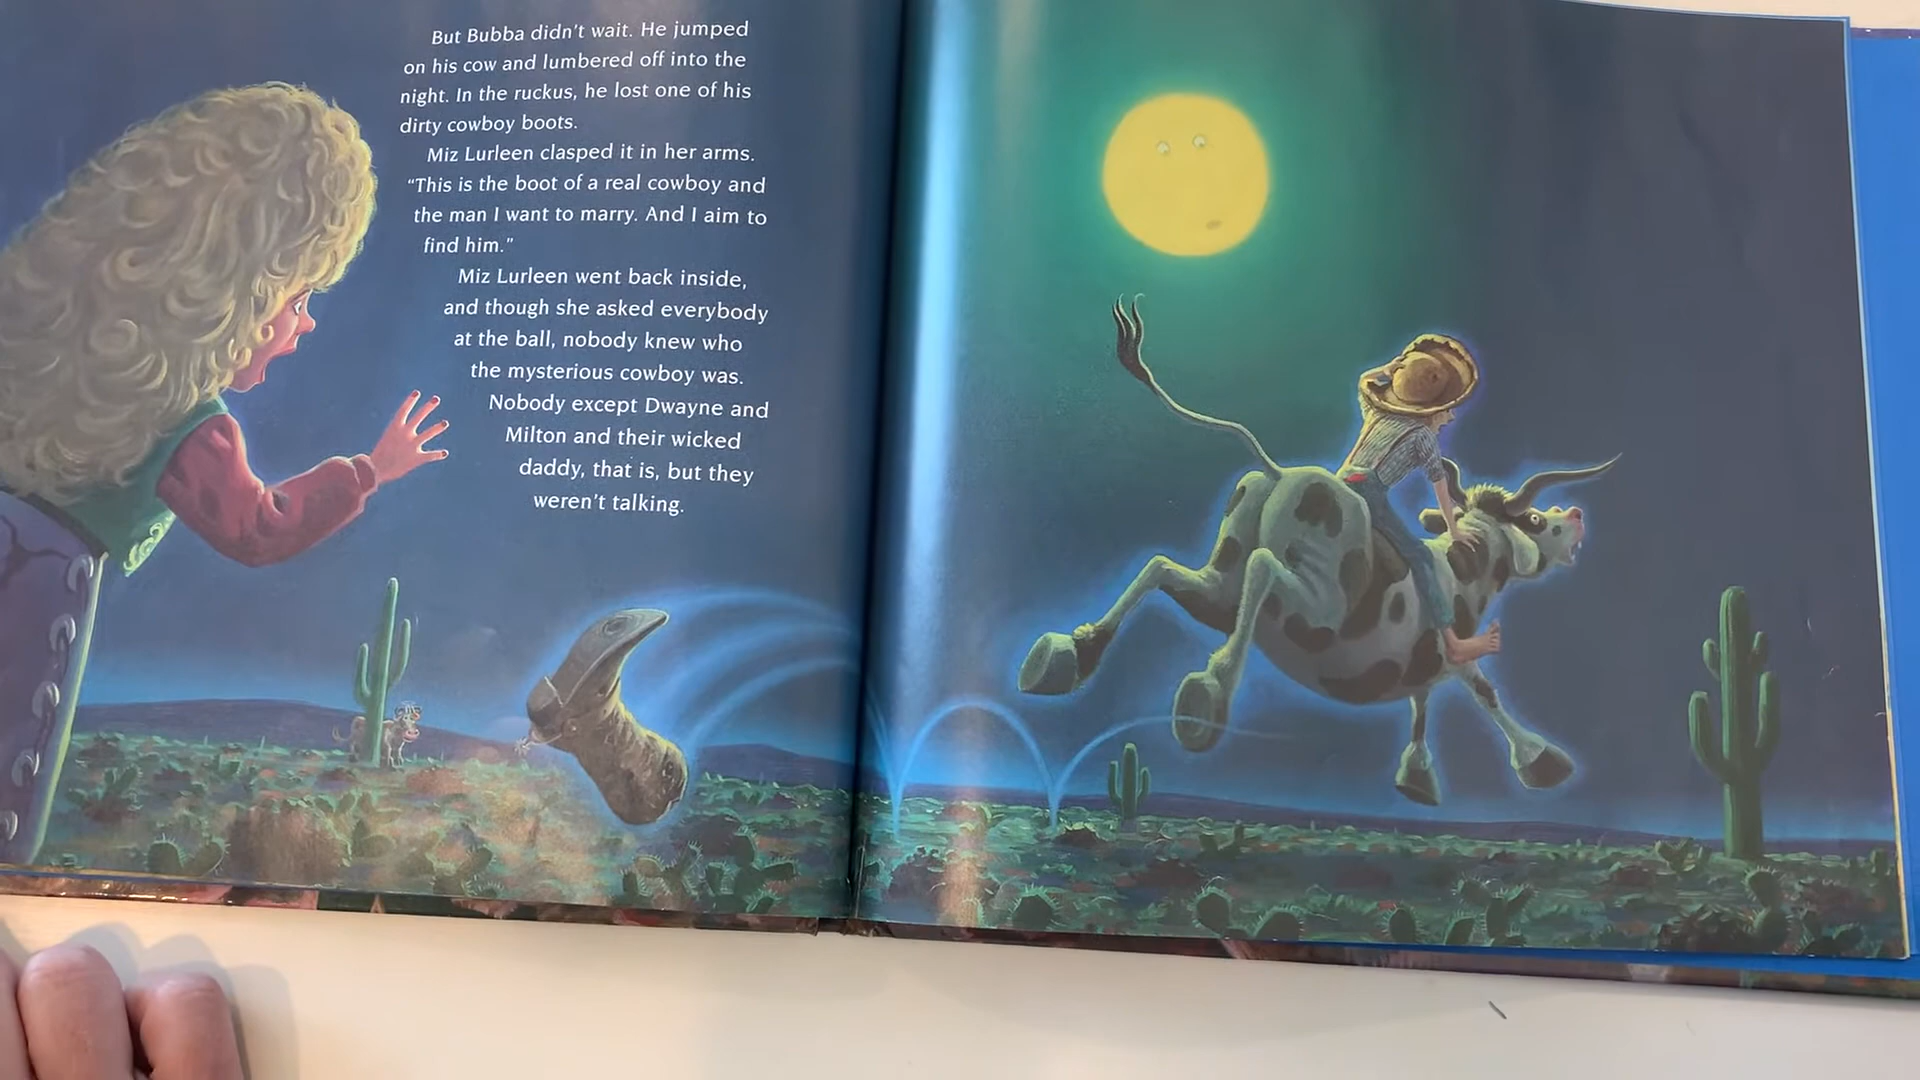 But Bubba didn't wait. He jumped
on his cow and lumbered off into the
night. In the ruckus, he lost one of his
dirty cowboy boots.
Miz Lurleen clasped it in her arms.
“This is the boot of a real cowboy and
the man I want to marry. And I aim to
find him.”
Miz Lurleen went back inside,
and though she asked everybody
at the ball, nobody knew who
the mysterious cowboy was.
Nobody except Dwayne and
Milton and their wicked
daddy, that is, but they
weren't talking.